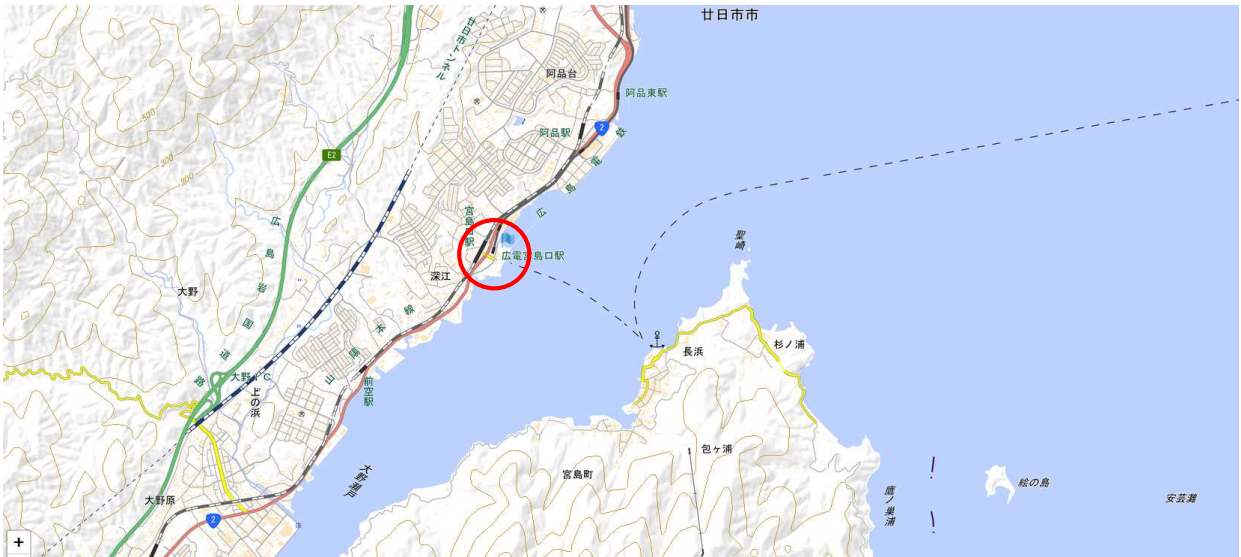 廿日市市
廿日市トンネル
阿品台
阿品東駅
阿品駅
2
E2
広島電鉄
宮島口駅
広電宮島口駅
広島岩国道路
聖崎
深江
大野
山陽本線
長浜
杉ノ浦
大野IC
前空駅
上の浜
包ヶ浦
宮島町
大野瀬戸
絵の島
鷹ノ巣浦
安芸灘
大野原
2
+